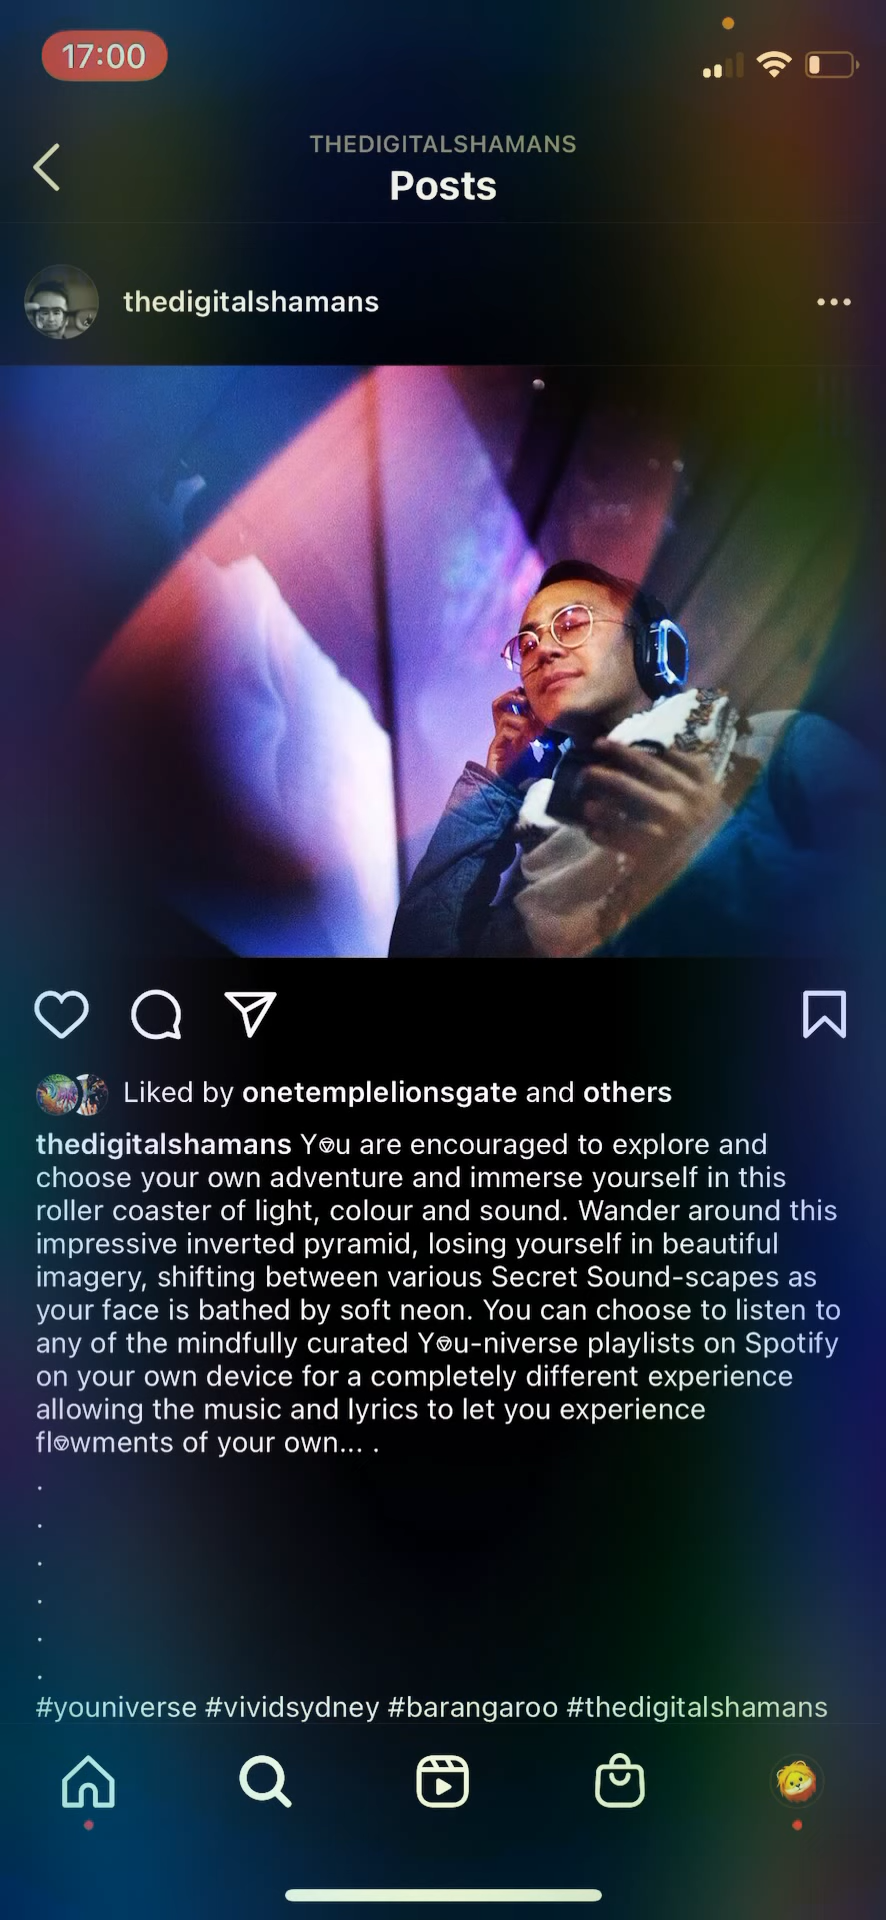 17:00
THEDIGITALSHAMANS
Posts
thedigitalshamans
Liked by onetemplelionsgate and others
thedigitalshamans Y⎊u are encouraged to explore and
choose your own adventure and immerse yourself in this
roller coaster of light, colour and sound. Wander around this
impressive inverted pyramid, losing yourself in beautiful
imagery, shifting between various Secret Sound-scapes as
your face is bathed by soft neon. You can choose to listen to
any of the mindfully curated Y⎊u-niverse playlists on Spotify
on your own device for a completely different experience
allowing the music and lyrics to let you experience
fl⎊wments of your own... .
.
.
.
.
.
.
#youniverse #vividsydney #barangaroo #thedigitalshamans